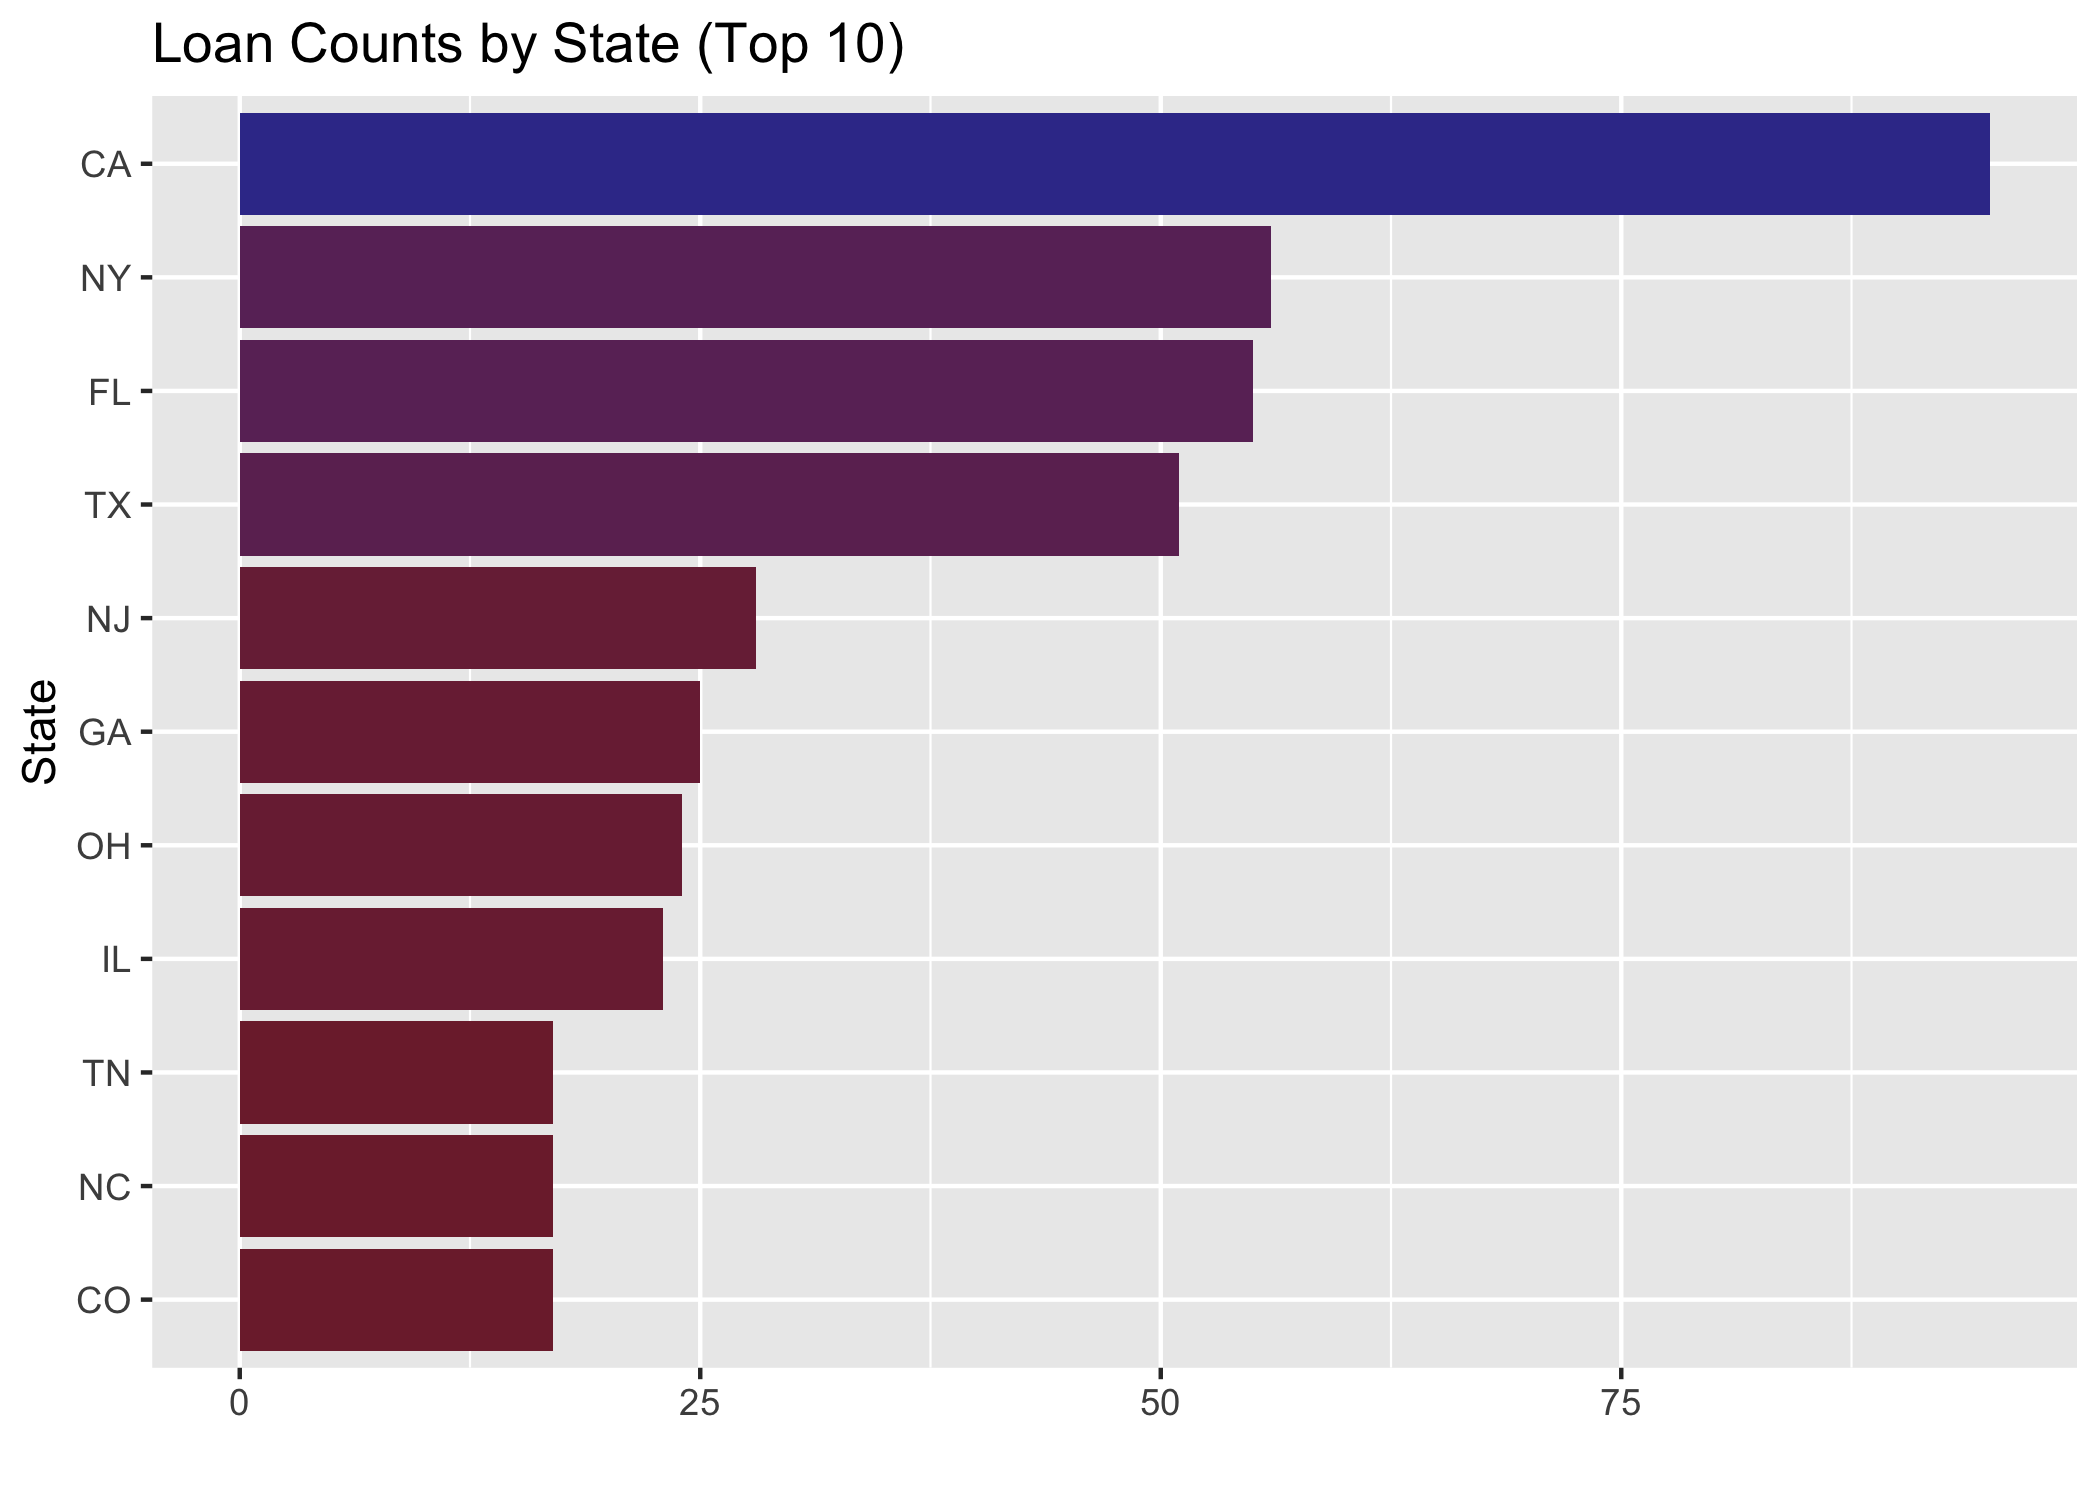 Loan Counts by State (Top 10)
State
CA
NY
FL
TX
NJ
GA
OH
IL
TN
NC
CO
0 25 50 75